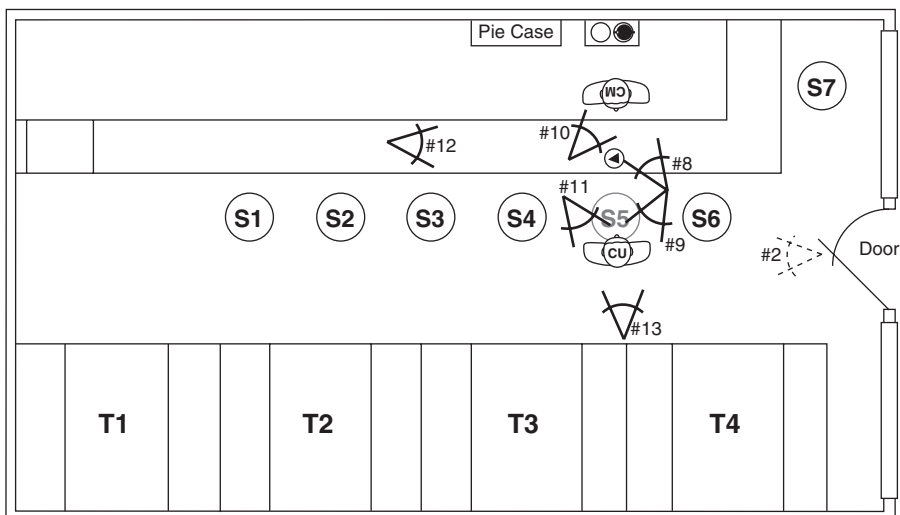 Pie Case
CM
S7
#10
#12
#8
#11
S1
S2
S3
S4
S5
S6
#9
CU
#2
Door
#13
T1
T2
T3
T4